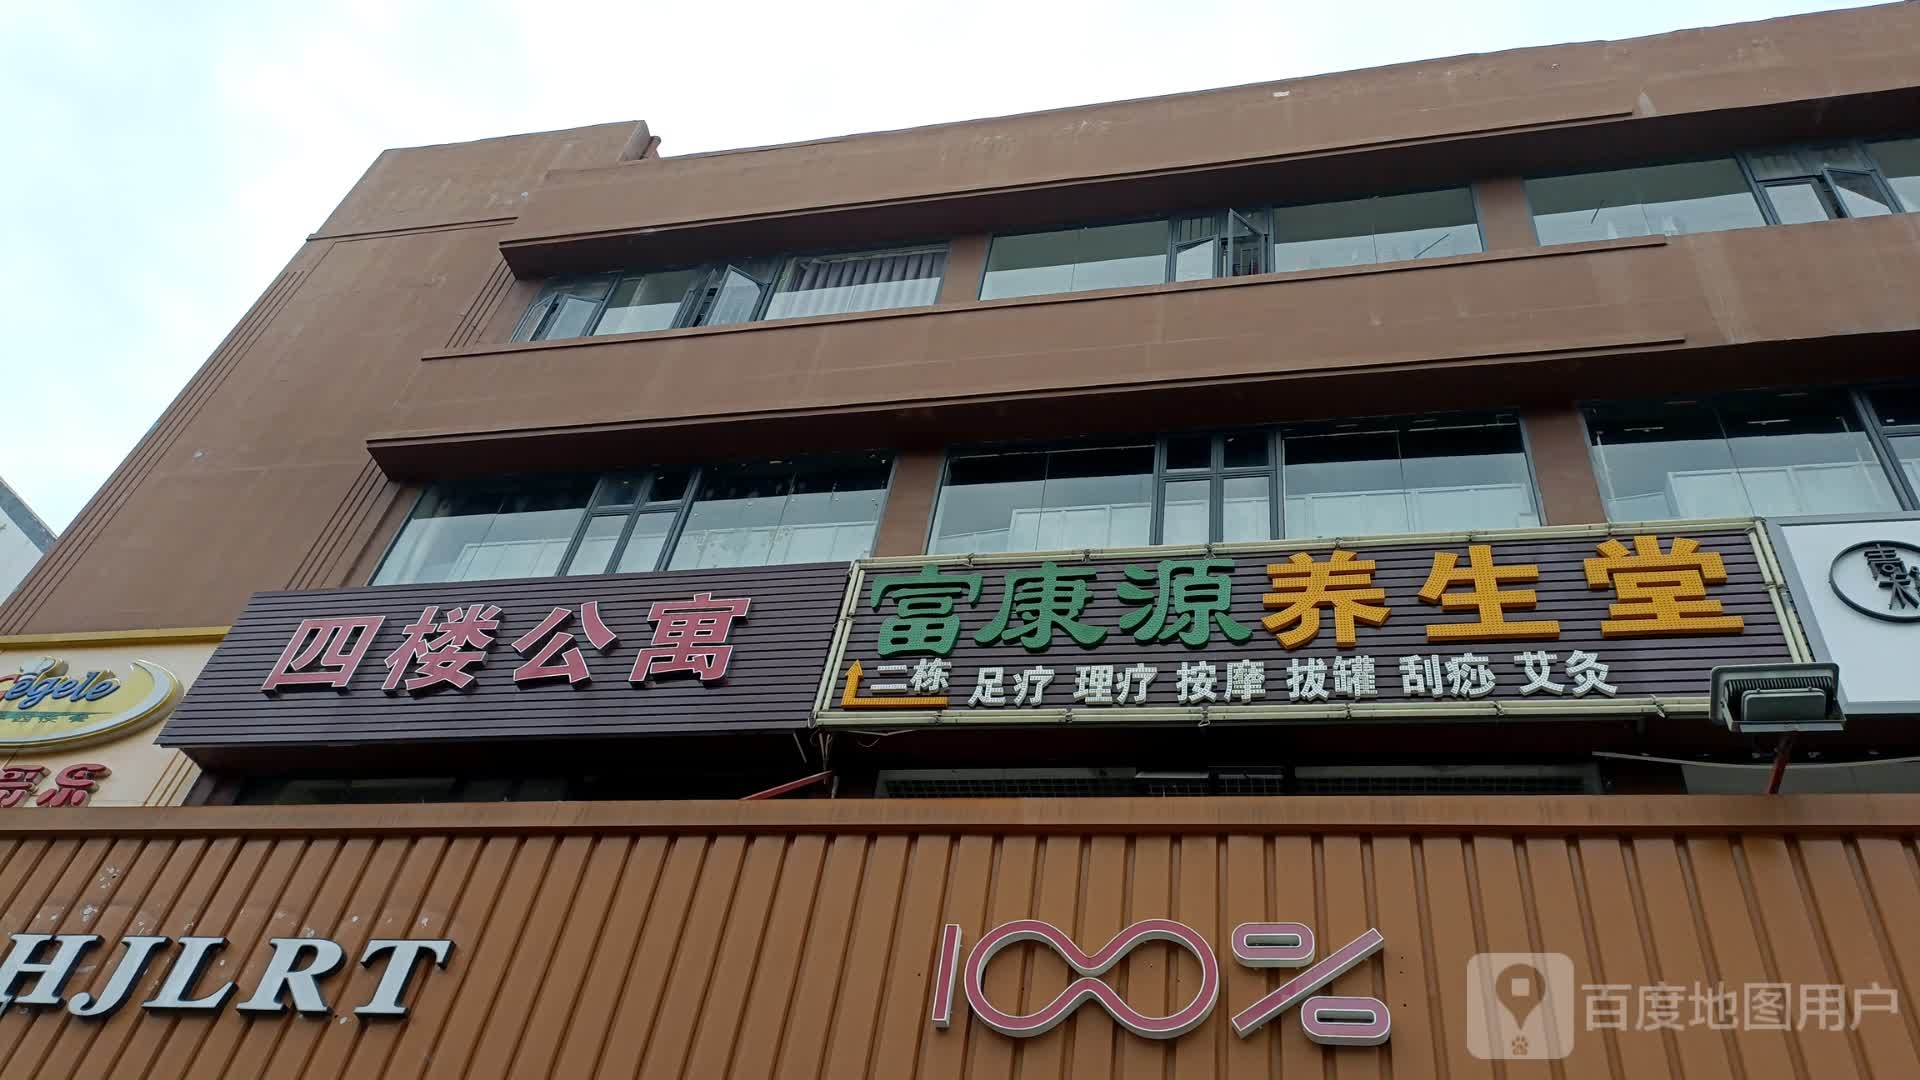 四楼公寓
富康源养生堂
二栋 足疗 理疗 按摩 拔罐 刮痧 艾灸
égele
HJLRT
100%
百度地图用户